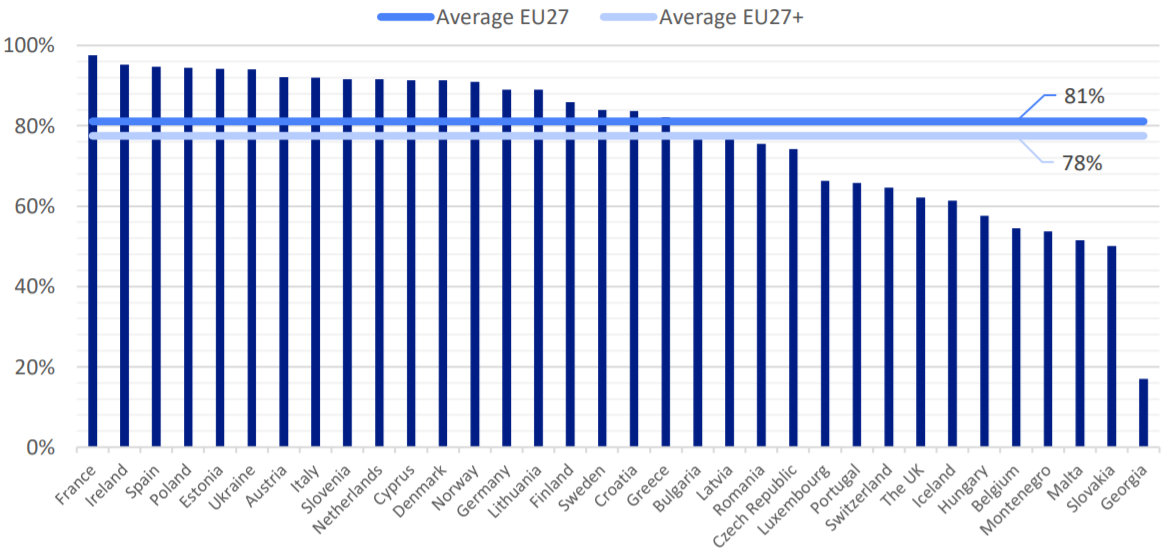 Average EU27 Average EU27+
100%
80%
60%
40%
20%
0%
81%
78%
France
Ireland
Spain
Poland
Estonia
Ukraine
Austria
Italy
Slovenia
Netherlands
Cyprus
Denmark
Norway
Germany
Lithuania
Finland
Sweden
Croatia
Greece
Bulgaria
Latvia
Romania
Czech Republic
Luxembourg
Portugal
Switzerland
The UK
Iceland
Hungary
Belgium
Montenegro
Malta
Slovakia
Georgia